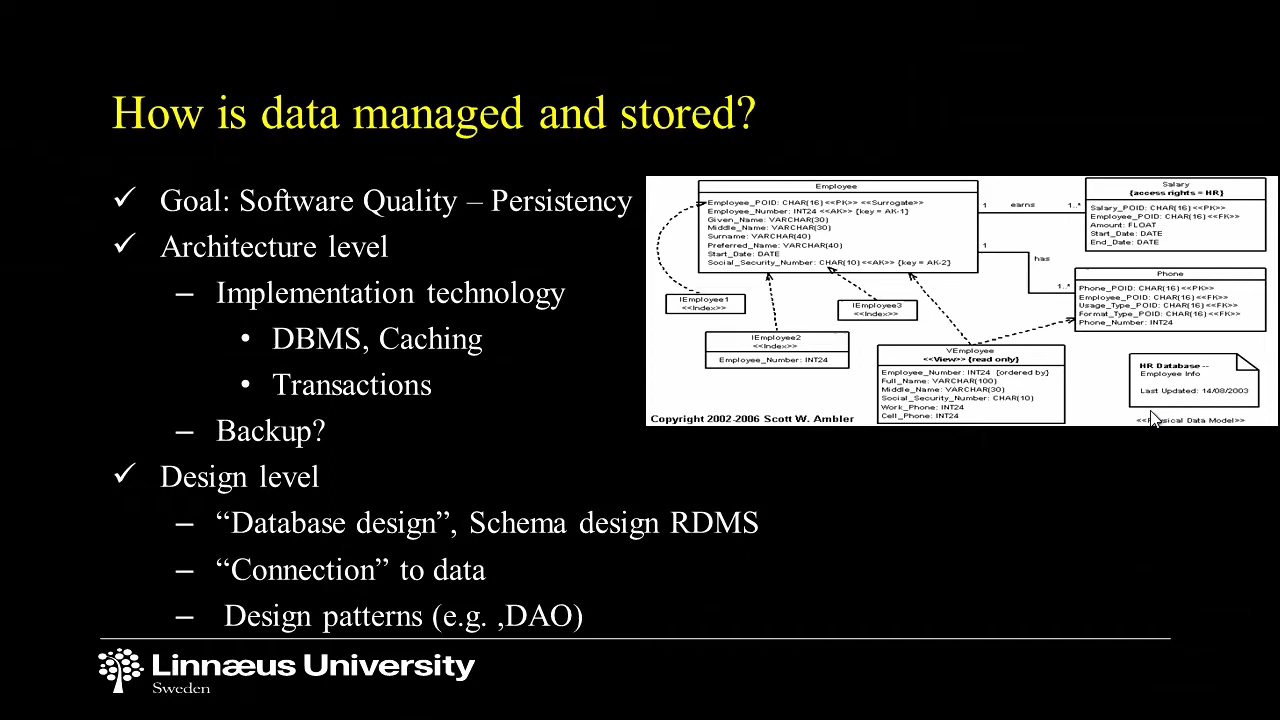 How is data managed and stored?
✓ Goal: Software Quality – Persistency
✓ Architecture level
– Implementation technology
• DBMS, Caching
• Transactions
– Backup?
✓ Design level
– “Database design”, Schema design RDMS
– “Connection” to data
– Design patterns (e.g. ,DAO)
Employee
Employee_POID: CHAR(16) <<PK>> <<Surrogate>>
Employee_Number: INT24 <<AK>> {key = AK-1}
Given_Name: VARCHAR(30)
Middle_Name: VARCHAR(30)
Surname: VARCHAR(40)
Preferred_Name: VARCHAR(40)
Start_Date: DATE
Social_Security_Number: CHAR(10) <<AK>> {key = AK-2}
1 earns 1..*
Salary
{access rights = HR}
Salary_POID: CHAR(16) <<PK>>
Employee_POID: CHAR(16) <<FK>>
Amount: FLOAT
Start_Date: DATE
End_Date: DATE
1
has
1..*
Phone
Phone_POID: CHAR(16) <<PK>>
Employee_POID: CHAR(16) <<FK>>
Usage_Type_POID: CHAR(16) <<FK>>
Format_Type_POID: CHAR(16) <<FK>>
Phone_Number: INT24
IEmployee1
<<Index>>
IEmployee3
<<Index>>
IEmployee2
<<Index>>
Employee_Number: INT24
VEmployee
<<View>> {read only}
Employee_Number: INT24 {ordered by}
Full_Name: VARCHAR(100)
Middle_Name: VARCHAR(30)
Social_Security_Number: CHAR(10)
Work_Phone: INT24
Cell_Phone: INT24
HR Database --
Employee Info
Last Updated: 14/08/2003
<<Physical Data Model>>
Copyright 2002-2006 Scott W. Ambler
Linnæus University
Sweden